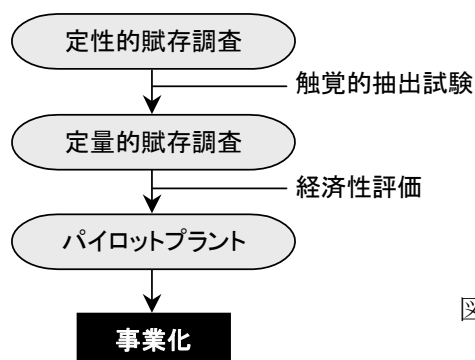 定性的賦存調査
触覚的抽出試験
定量的賦存調査
経済性評価
パイロットプラント
事業化
図